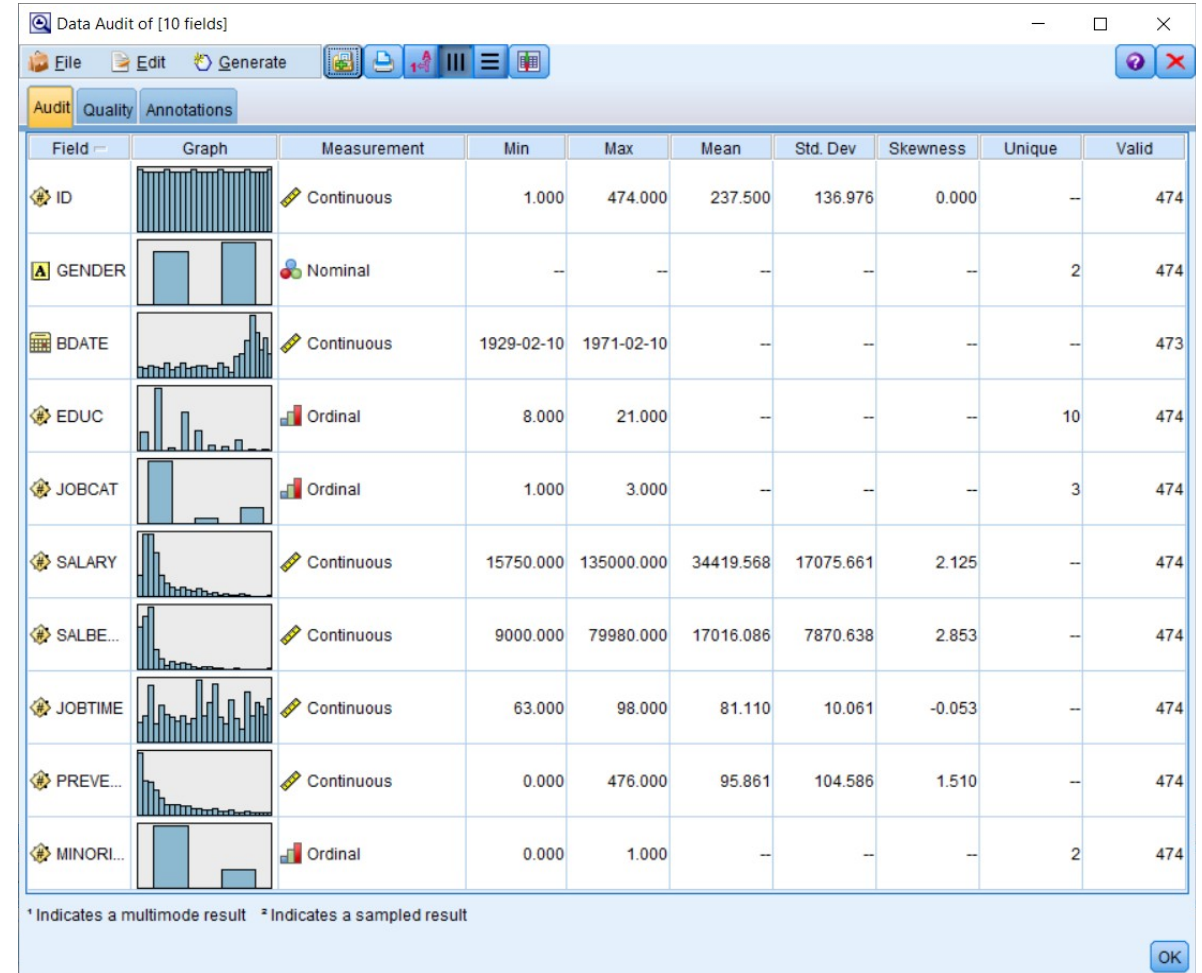 Data Audit of [10 fields]
File Edit Generate
Audit Quality Annotations
Field Graph Measurement Min Max Mean Std. Dev Skewness Unique Valid
ID Continuous 1.000 474.000 237.500 136.976 0.000 -- 474
A GENDER Nominal -- -- -- -- -- 2 474
BDATE Continuous 1929-02-10 1971-02-10 -- -- -- -- 473
EDUC Ordinal 8.000 21.000 -- -- -- 10 474
JOBCAT Ordinal 1.000 3.000 -- -- -- 3 474
SALARY Continuous 15750.000 135000.000 34419.568 17075.661 2.125 -- 474
SALBE... Continuous 9000.000 79980.000 17016.086 7870.638 2.853 -- 474
JOBTIME Continuous 63.000 98.000 81.110 10.061 -0.053 -- 474
PREVE... Continuous 0.000 476.000 95.861 104.586 1.510 -- 474
MINORI... Ordinal 0.000 1.000 -- -- -- 2 474
¹ Indicates a multimode result ² Indicates a sampled result
OK